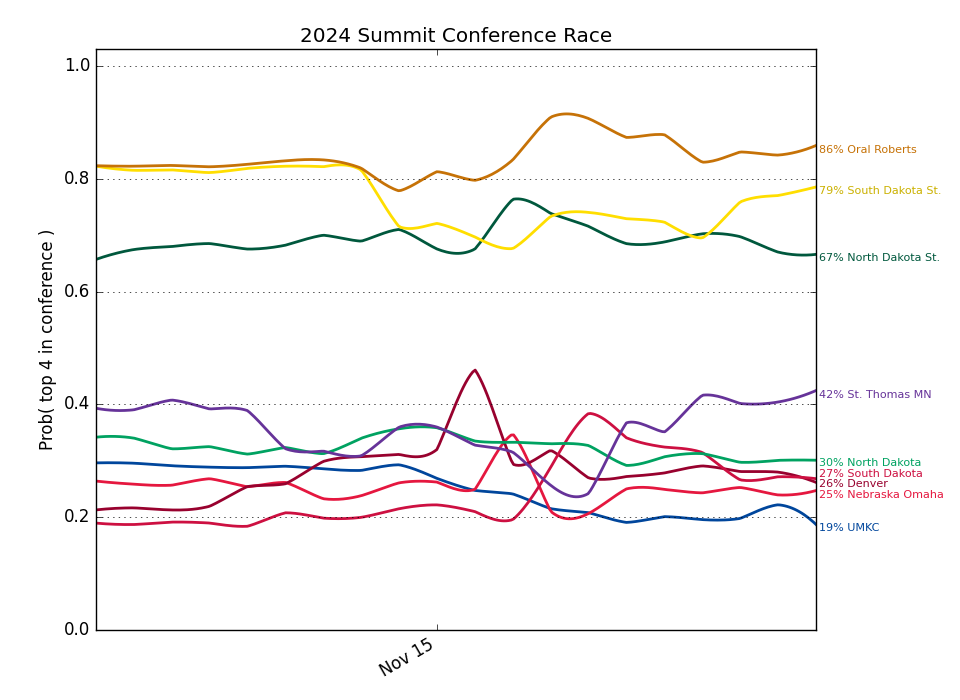 2024 Summit Conference Race
Prob( top 4 in conference )
1.0
0.8
0.6
0.4
0.2
0.0
Nov 15
86% Oral Roberts
79% South Dakota St.
67% North Dakota St.
42% St. Thomas MN
30% North Dakota
27% South Dakota
26% Denver
25% Nebraska Omaha
19% UMKC